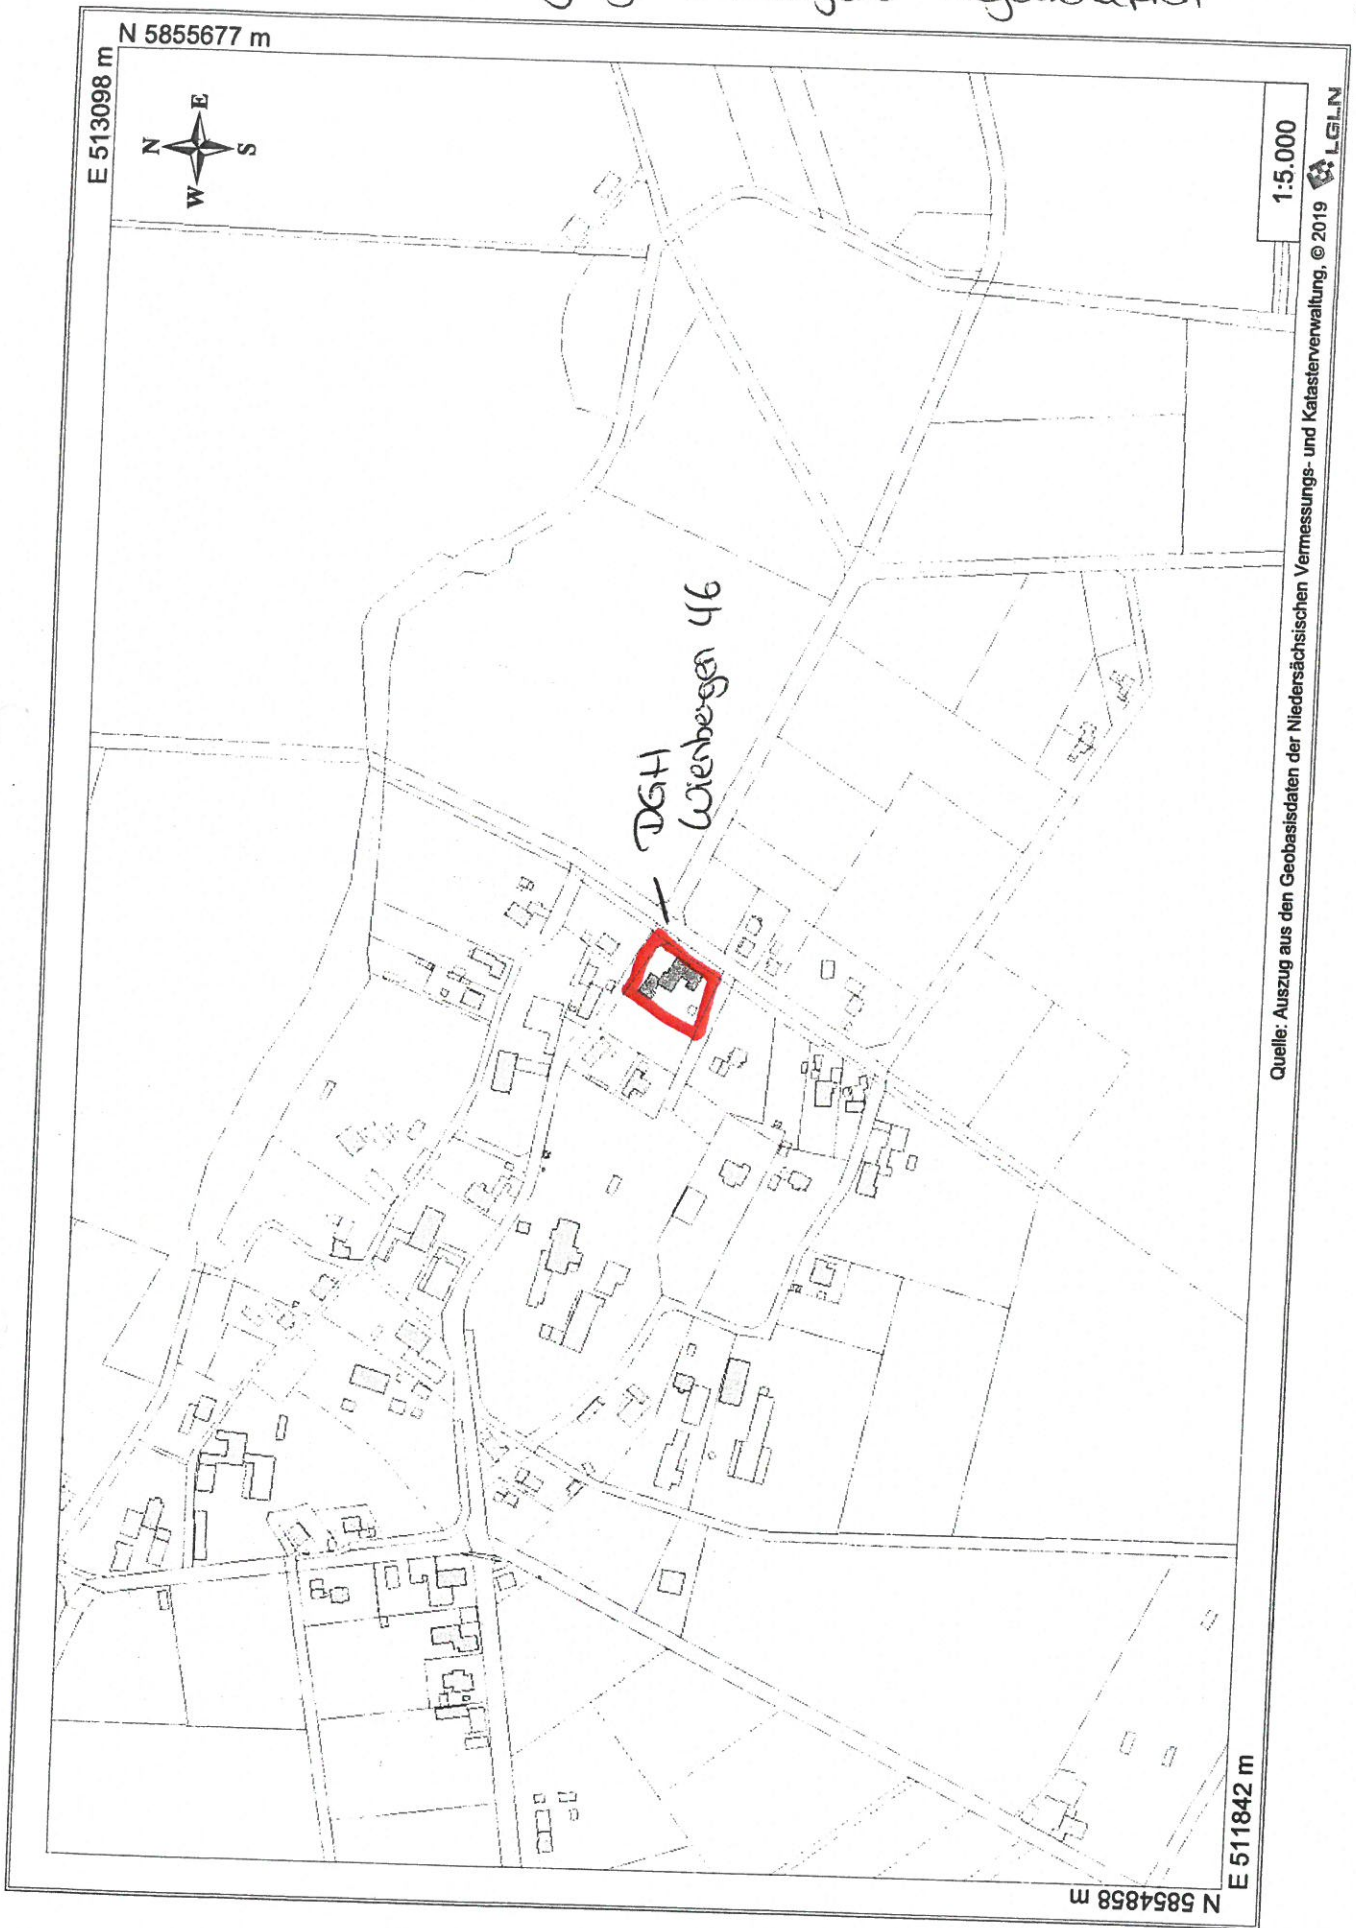 N 5855677 m
E 513098 m
N
E
W
S
DGH
Wienbergen 46
1:5.000
LGLN
Quelle: Auszug aus den Geobasisdaten der Niedersächsischen Vermessungs- und Katasterverwaltung, © 2019
E 511842 m
N 5854858 m